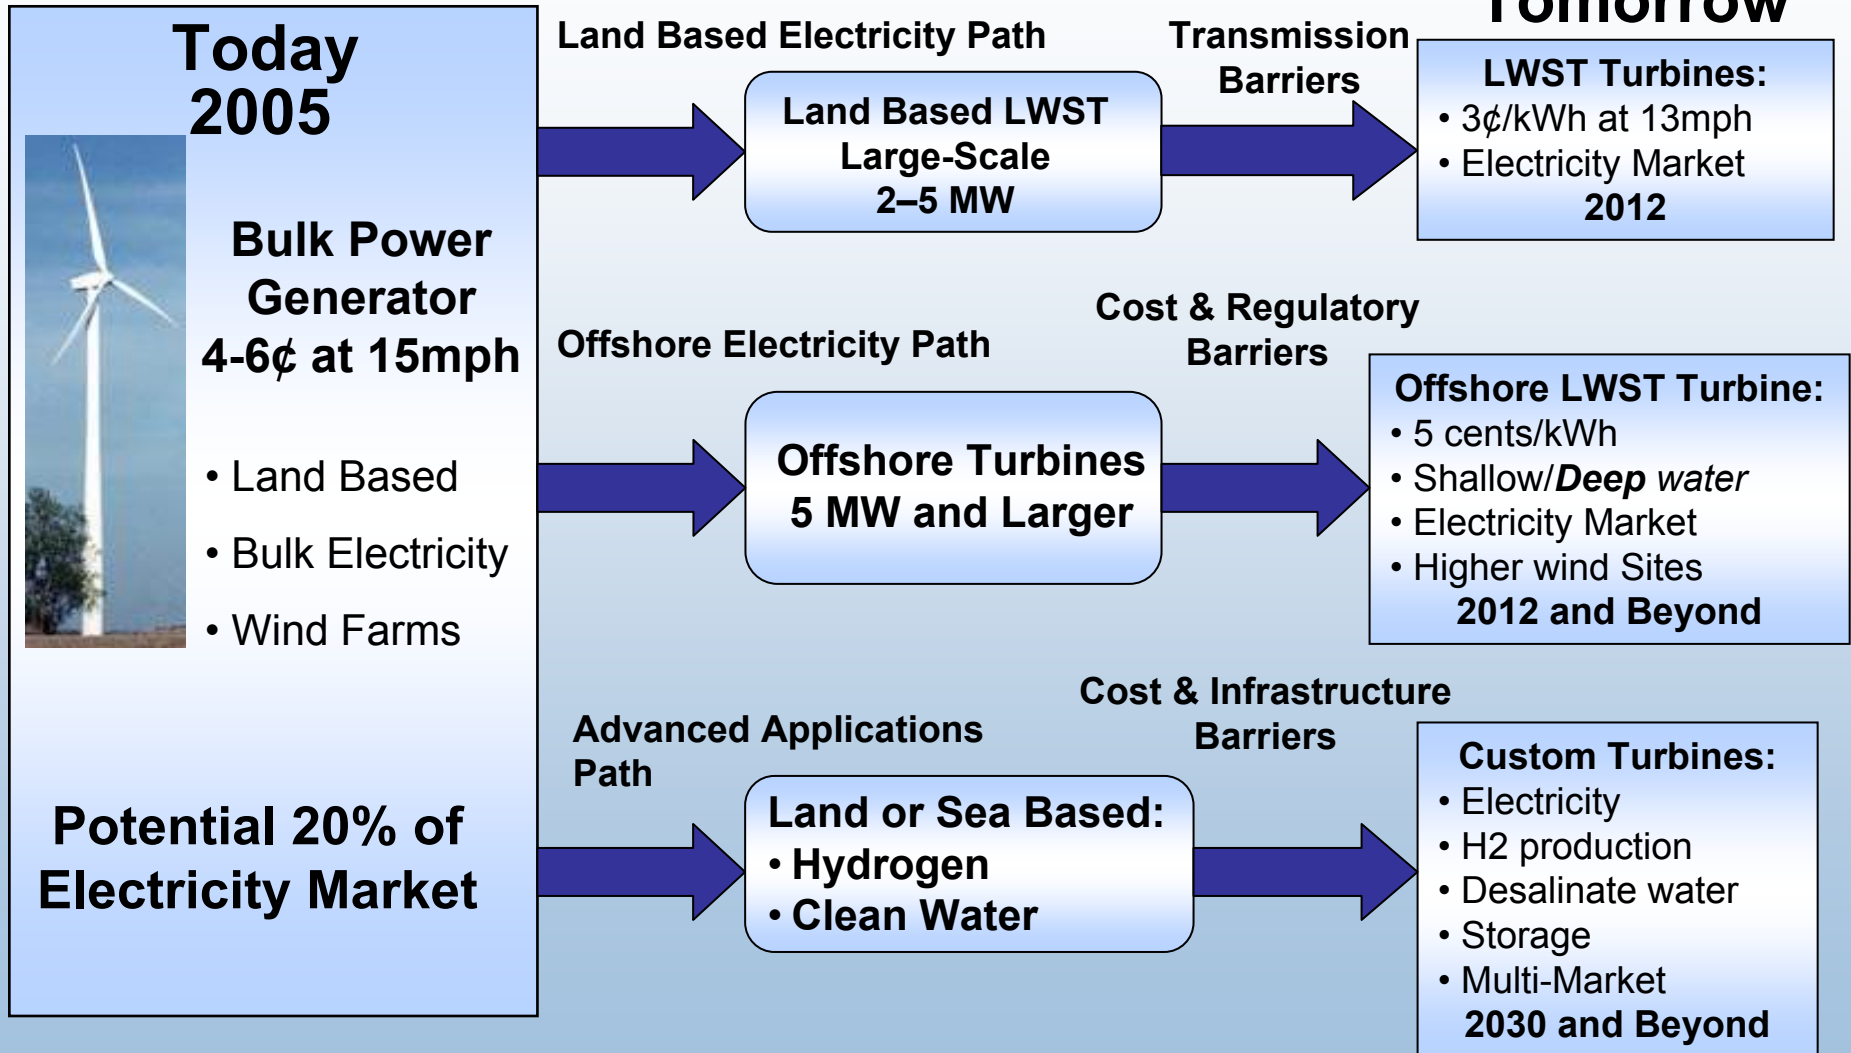 Today
2005
Bulk Power
Generator
4-6¢ at 15mph
• Land Based
• Bulk Electricity
• Wind Farms
Potential 20% of
Electricity Market
Land Based Electricity Path
Land Based LWST
Large-Scale
2–5 MW
Transmission
Barriers
Tomorrow
LWST Turbines:
• 3¢/kWh at 13mph
• Electricity Market
2012
Offshore Electricity Path
Offshore Turbines
5 MW and Larger
Cost & Regulatory
Barriers
Offshore LWST Turbine:
• 5 cents/kWh
• Shallow/Deep water
• Electricity Market
• Higher wind Sites
2012 and Beyond
Advanced Applications
Path
Land or Sea Based:
• Hydrogen
• Clean Water
Cost & Infrastructure
Barriers
Custom Turbines:
• Electricity
• H2 production
• Desalinate water
• Storage
• Multi-Market
2030 and Beyond